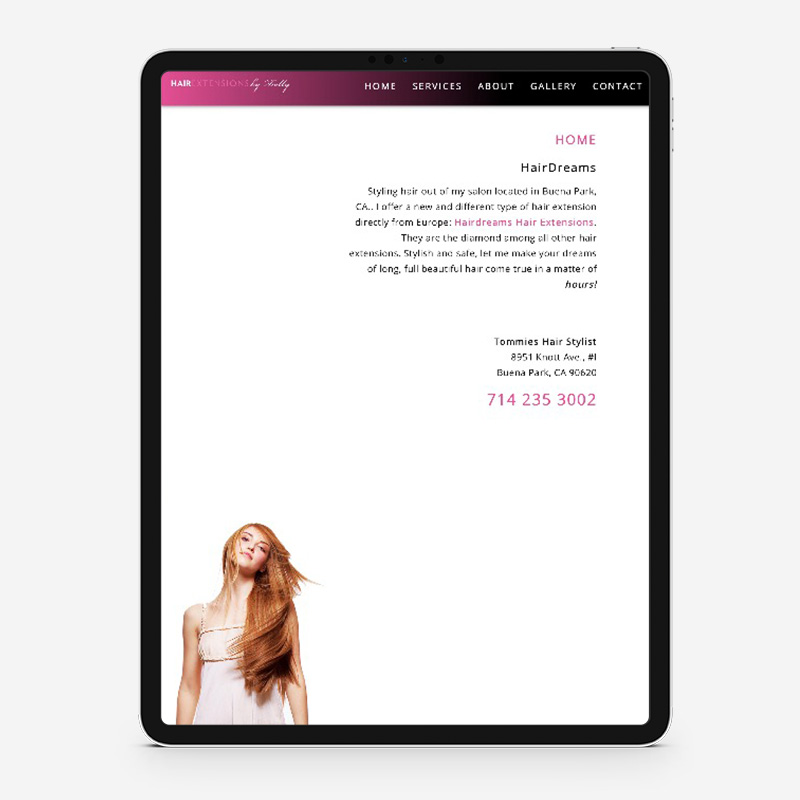 HAIR EXTENSIONS by
HOME SERVICES ABOUT GALLERY CONTACT
HOME
HairDreams
Styling hair out of my salon located in Buena Park,
CA.. I offer a new and different type of hair extension
directly from Europe: Hairdreams Hair Extensions.
They are the diamond among all other hair
extensions. Stylish and safe, let me make your dreams
of long, full beautiful hair come true in a matter of
hours!
Tommies Hair Stylist
8951 Knott Ave., #I
Buena Park, CA 90620
714 235 3002